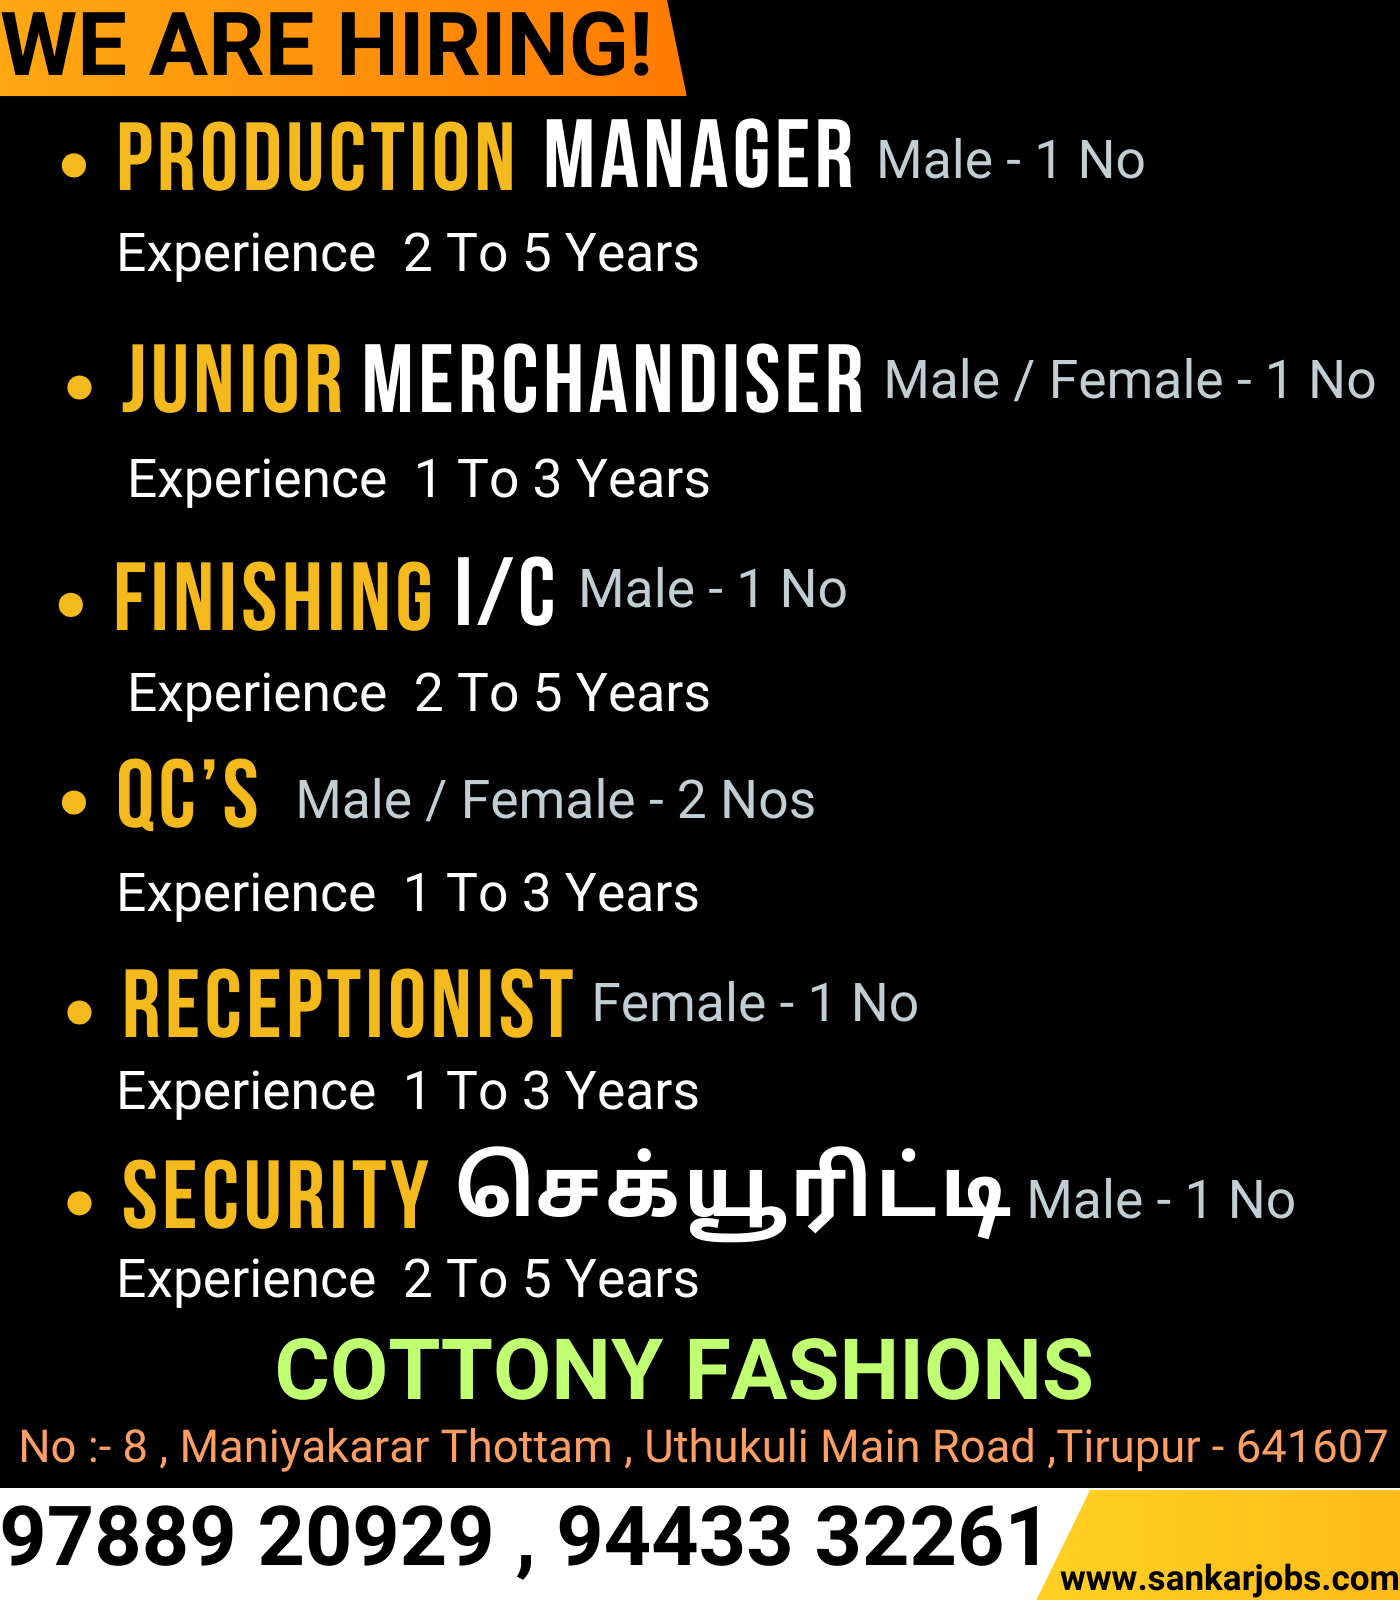 WE ARE HIRING!
• PRODUCTION MANAGER Male - 1 No
Experience 2 To 5 Years
• JUNIOR MERCHANDISER Male / Female - 1 No
Experience 1 To 3 Years
• FINISHING I/C Male - 1 No
Experience 2 To 5 Years
• QC’S Male / Female - 2 Nos
Experience 1 To 3 Years
• RECEPTIONIST Female - 1 No
Experience 1 To 3 Years
• SECURITY செக்யூரிட்டி Male - 1 No
Experience 2 To 5 Years
COTTONY FASHIONS
No :- 8 , Maniyakarar Thottam , Uthukuli Main Road ,Tirupur - 641607
97889 20929 , 94433 32261
www.sankarjobs.com